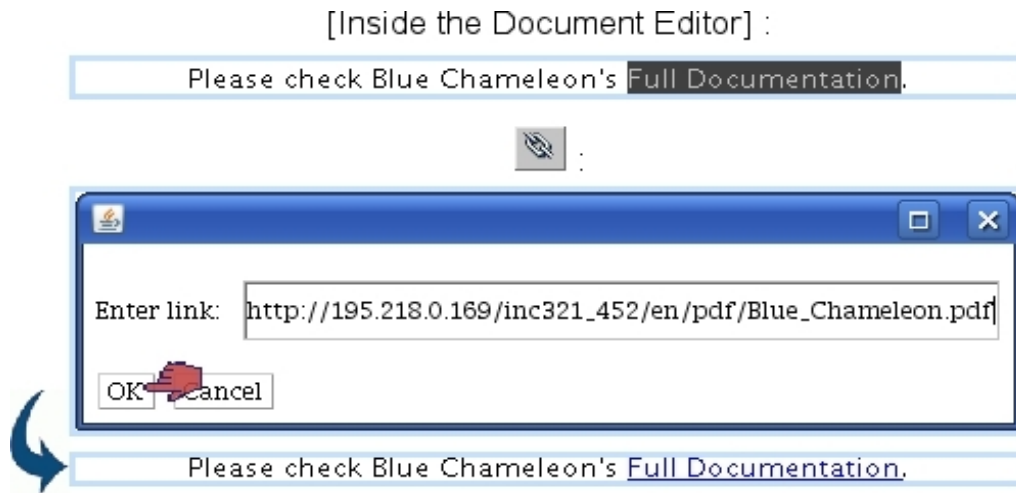 [Inside the Document Editor] :
Please check Blue Chameleon's Full Documentation.
:
Enter link: http://195.218.0.169/inc321_452/en/pdf/Blue_Chameleon.pdf
OK Cancel
Please check Blue Chameleon's Full Documentation.